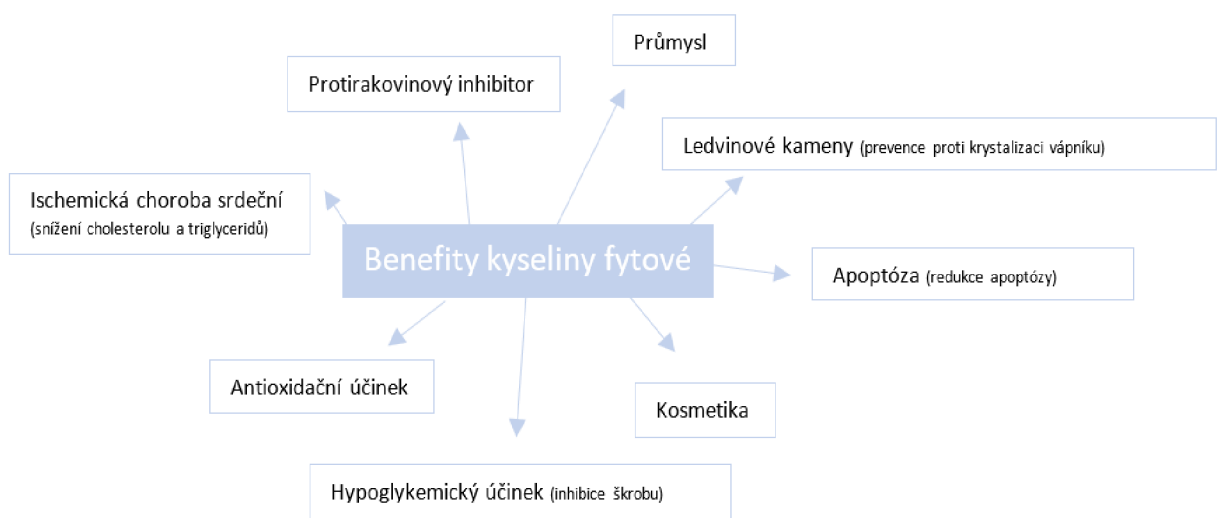 Průmysl
Protirakovinový inhibitor
Ledvinové kameny (prevence proti krystalizaci vápníku)
Ischemická choroba srdeční
(snížení cholesterolu a triglyceridů)
Benefity kyseliny fytové
Apoptóza (redukce apoptózy)
Antioxidační účinek
Kosmetika
Hypoglykemický účinek (inhibice škrobu)